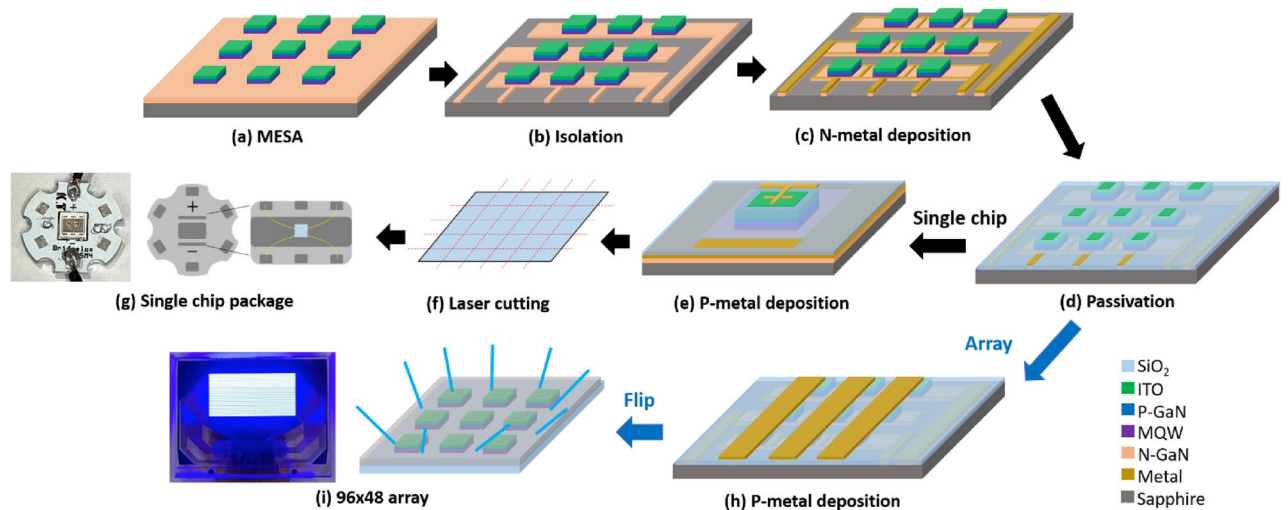 (a) MESA
(b) Isolation
(c) N-metal deposition
Single chip
(g) Single chip package
(f) Laser cutting
(e) P-metal deposition
(d) Passivation
+
−
Bridgelux
Array
Flip
(i) 96x48 array
(h) P-metal deposition
SiO₂
ITO
P-GaN
MQW
N-GaN
Metal
Sapphire